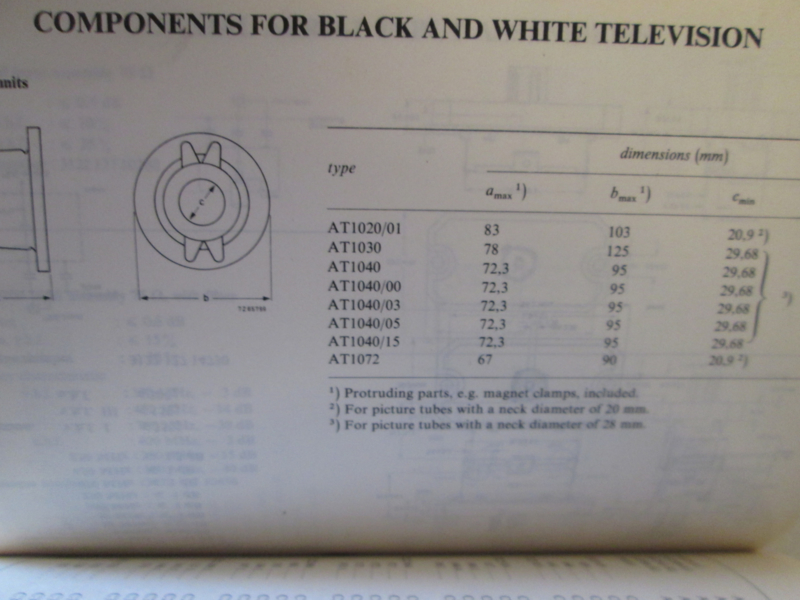 COMPONENTS FOR BLACK AND WHITE TELEVISION
units
type
dimensions (mm)
a max ¹) b max ¹) c min
AT1020/01 83 103 20,9 ²)
AT1030 78 125 29,68
AT1040 72,3 95 29,68
AT1040/00 72,3 95 29,68
AT1040/03 72,3 95 29,68
AT1040/05 72,3 95 29,68
AT1040/15 72,3 95 29,68
AT1072 67 90 20,9 ²)
³)
c
b
¹) Protruding parts, e.g. magnet clamps, included.
²) For picture tubes with a neck diameter of 20 mm.
³) For picture tubes with a neck diameter of 28 mm.